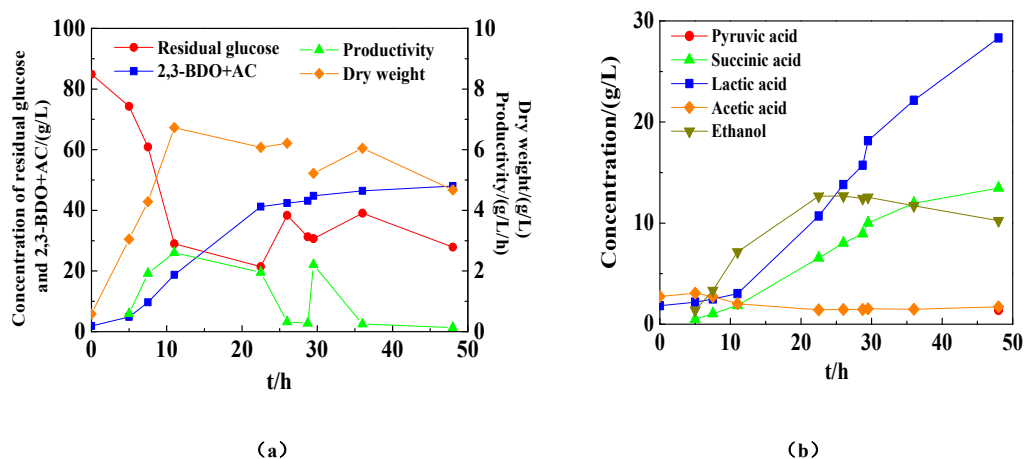 Concentration of residual glucose
and 2,3-BDO+AC/(g/L)
100
80
60
40
20
0
Residual glucose
2,3-BDO+AC
Productivity
Dry weight
10
8
6
4
2
0
Dry weight/(g/L)
Productivity/(g/L/h)
0 10 20 30 40 50
t/h
(a)
Concentration/(g/L)
30
20
10
0
Pyruvic acid
Succinic acid
Lactic acid
Acetic acid
Ethanol
0 10 20 30 40 50
t/h
(b)